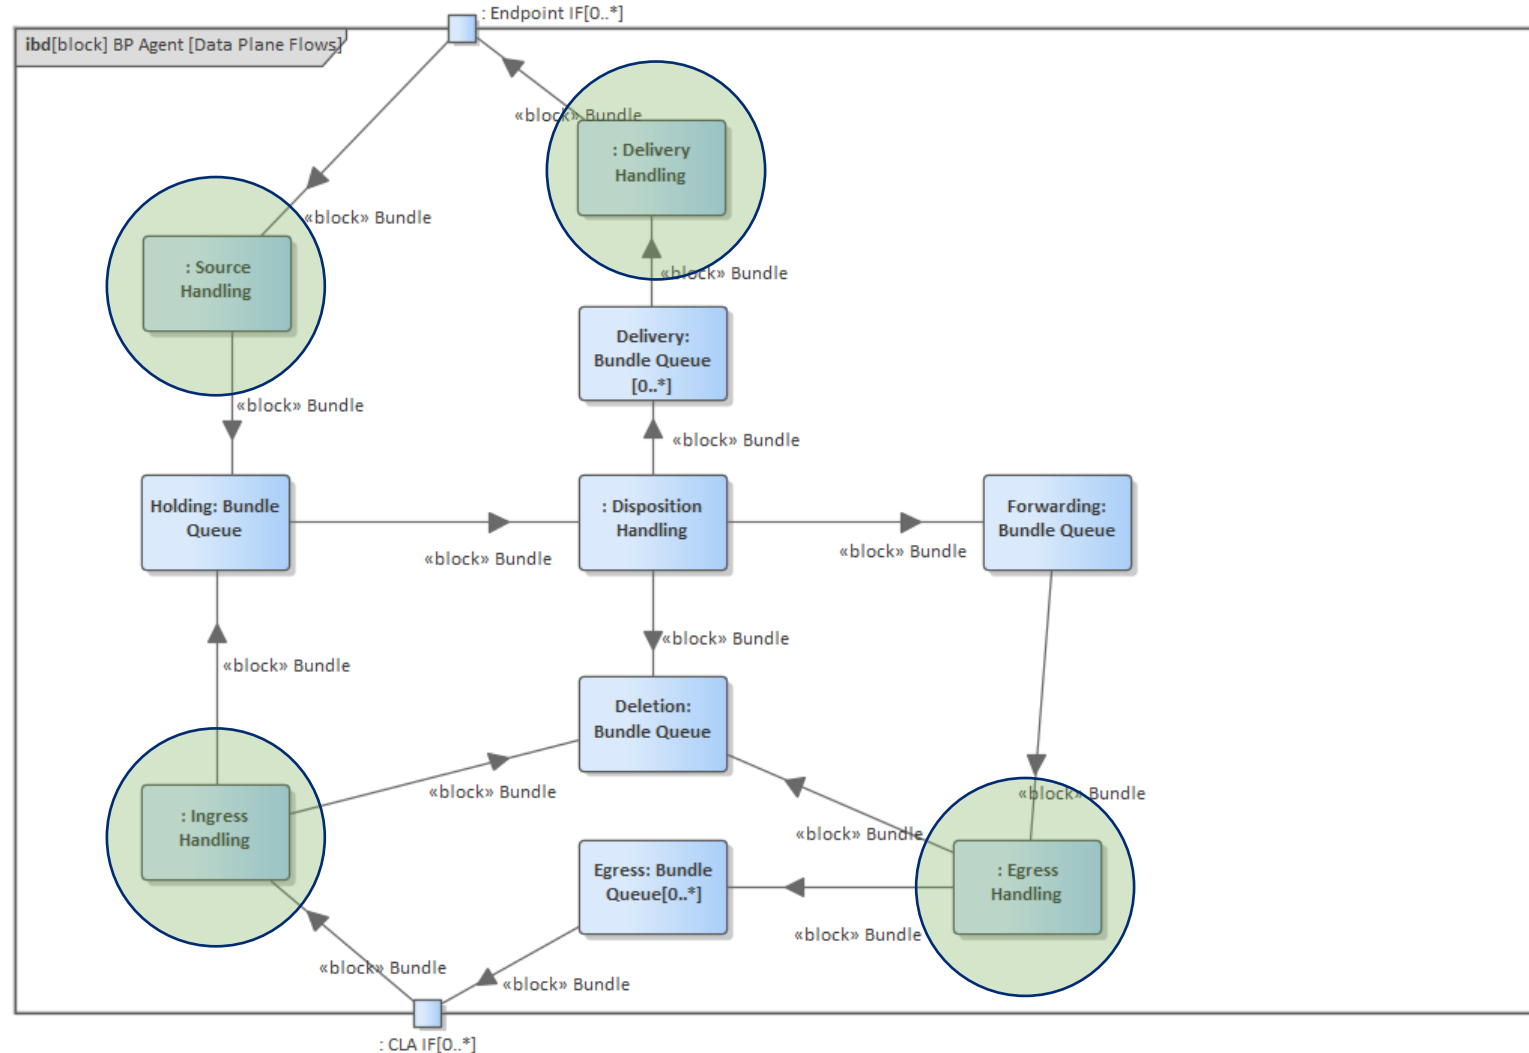 : Endpoint IF[0..*]
ibd[block] BP Agent [Data Plane Flows]
«block» Bundle
: Delivery
Handling
«block» Bundle
: Source
Handling
«block» Bundle
Delivery:
Bundle Queue
[0..*]
«block» Bundle
«block» Bundle
Holding: Bundle
Queue
: Disposition
Handling
Forwarding:
Bundle Queue
«block» Bundle
«block» Bundle
«block» Bundle
«block» Bundle
Deletion:
Bundle Queue
«block» Bundle
«block» Bundle
: Ingress
Handling
«block» Bundle
Egress: Bundle
Queue[0..*]
: Egress
Handling
«block» Bundle
«block» Bundle
«block» Bundle
: CLA IF[0..*]